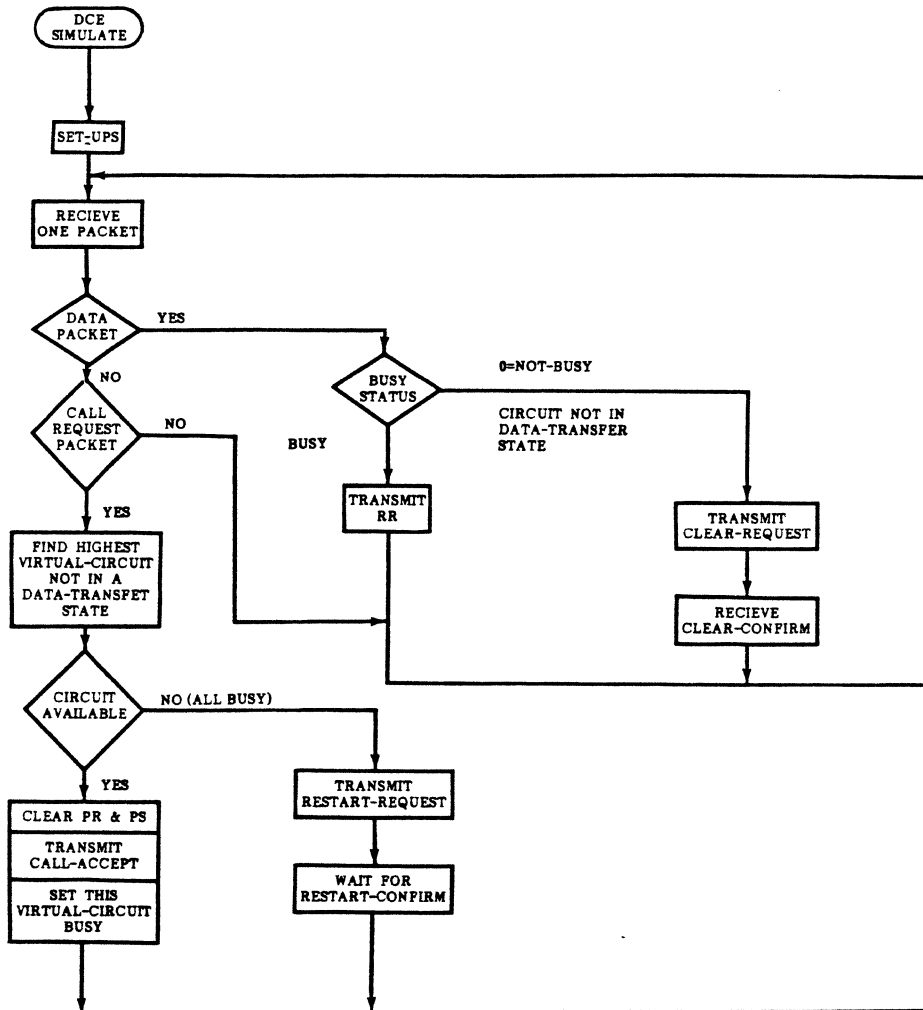 DCE
SIMULATE
SET-UPS
RECIEVE
ONE PACKET
DATA
PACKET
YES
NO
BUSY
STATUS
0=NOT-BUSY
CIRCUIT NOT IN
DATA-TRANSFER
STATE
BUSY
CALL
REQUEST
PACKET
NO
YES
TRANSMIT
RR
TRANSMIT
CLEAR-REQUEST
FIND HIGHEST
VIRTUAL-CIRCUIT
NOT IN A
DATA-TRANSFET
STATE
RECIEVE
CLEAR-CONFIRM
CIRCUIT
AVAILABLE
NO (ALL BUSY)
YES
TRANSMIT
RESTART-REQUEST
CLEAR PR & PS
TRANSMIT
CALL-ACCEPT
SET THIS
VIRTUAL-CIRCUIT
BUSY
WAIT FOR
RESTART-CONFIRM